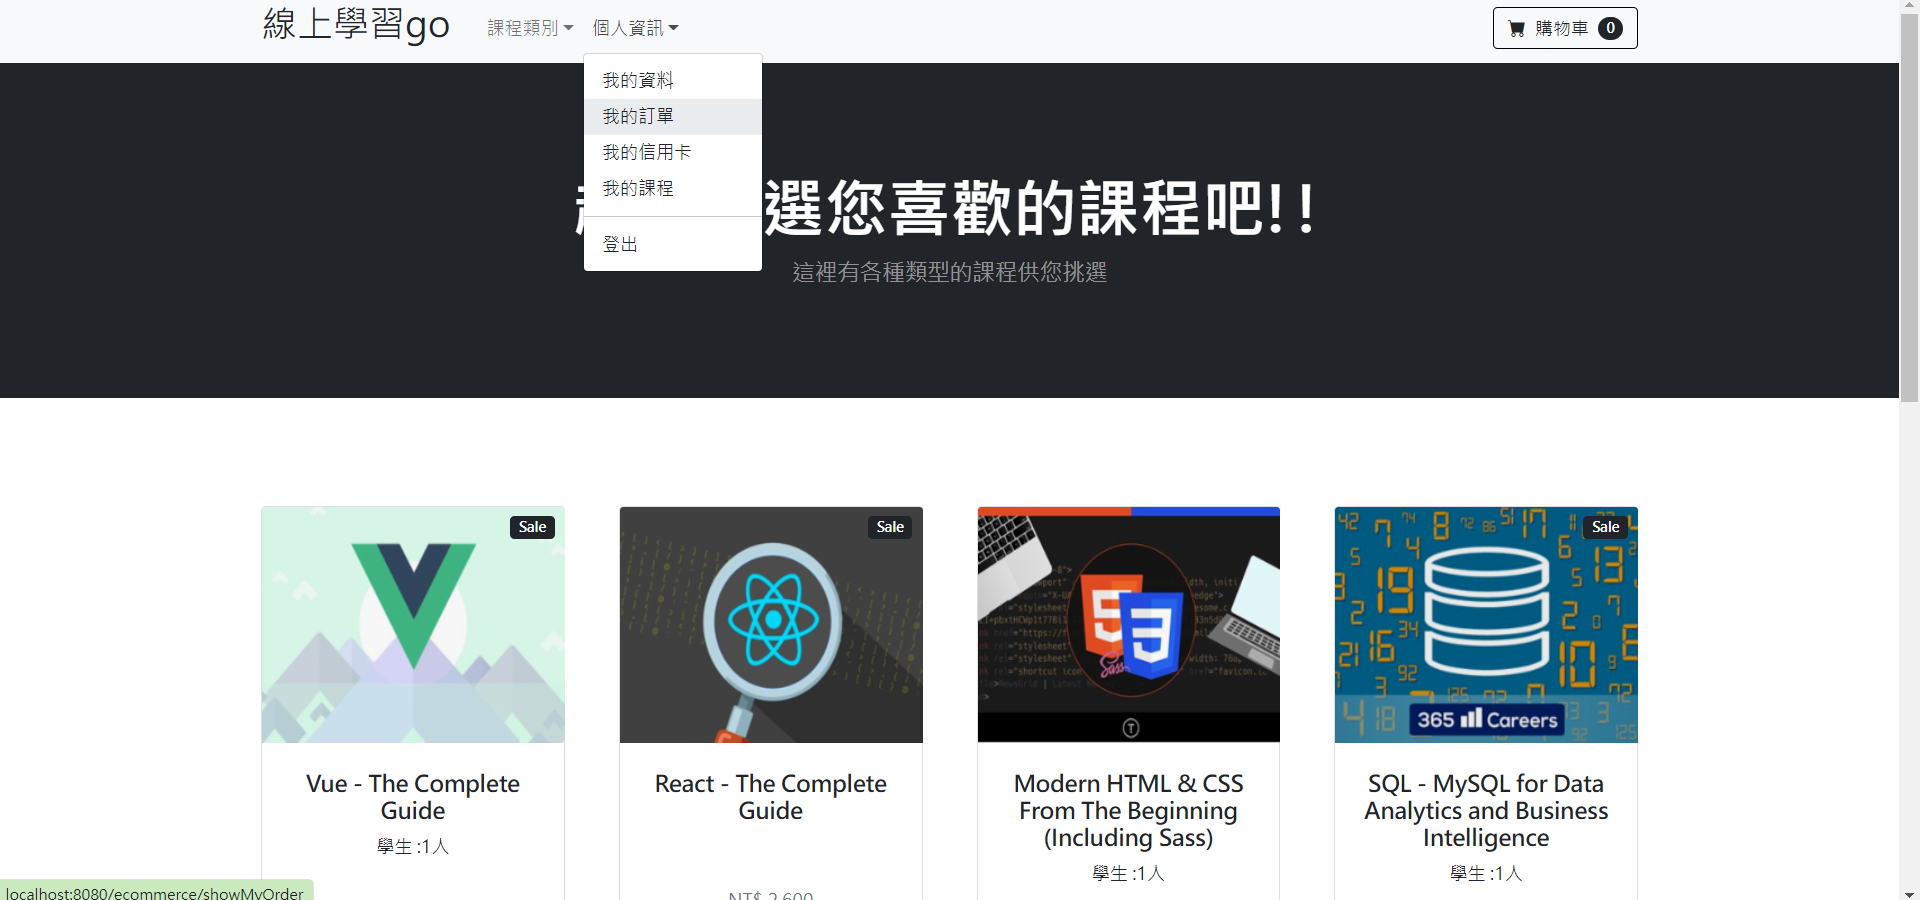 線上學習go
課程類別
個人資訊
購物車 0
我的資料
我的訂單
我的信用卡
我的課程
登出
選您喜歡的課程吧!!
這裡有各種類型的課程供您挑選
Sale
Sale
Sale
365 Careers
Vue - The Complete
Guide
學生 :1人
React - The Complete
Guide
NT$ 2,600
Modern HTML & CSS
From The Beginning
(Including Sass)
學生 :1人
SQL - MySQL for Data
Analytics and Business
Intelligence
學生 :1人
localhost:8080/ecommerce/showMyOrder